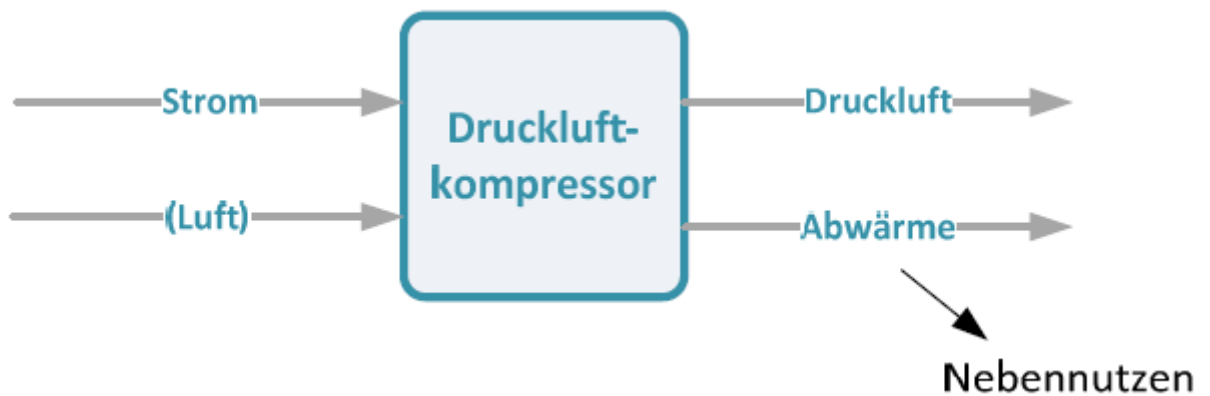 Strom
(Luft)
Druckluft-
kompressor
Druckluft
Abwärme
Nebennutzen